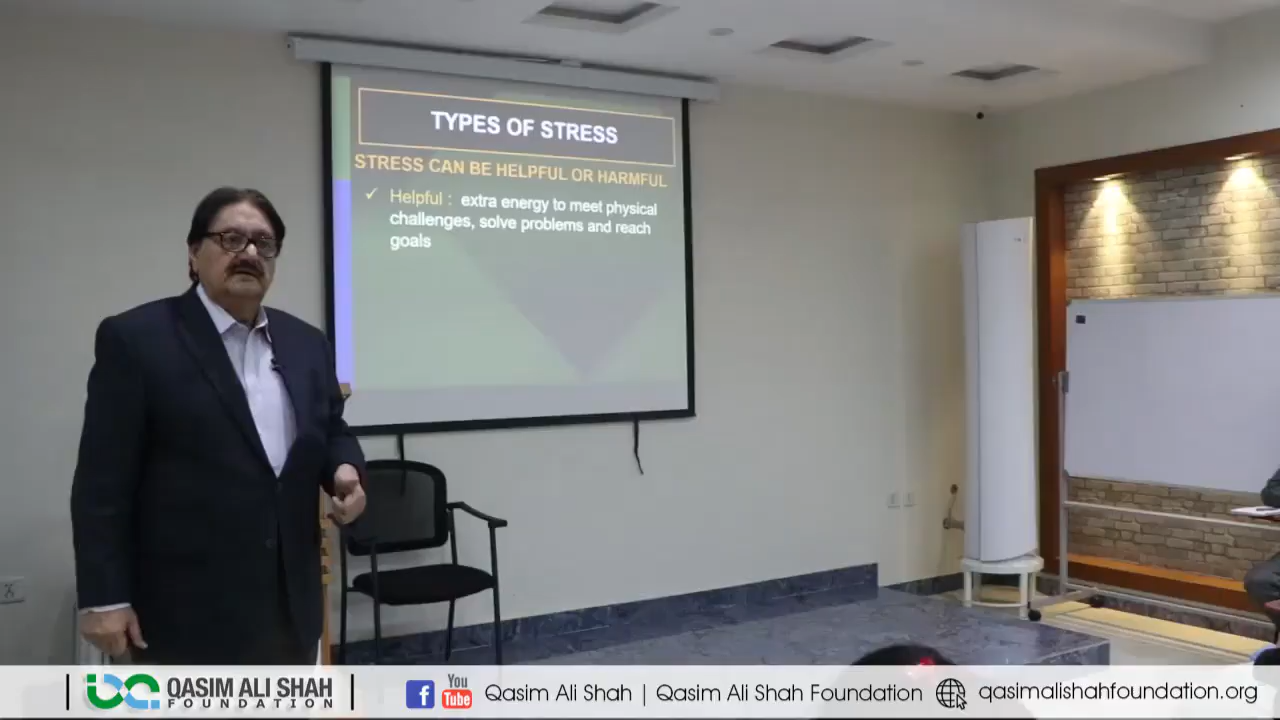 TYPES OF STRESS
STRESS CAN BE HELPFUL OR HARMFUL
✓ Helpful : extra energy to meet physical
challenges, solve problems and reach
goals
QASIM ALI SHAH
FOUNDATION
f You Tube Qasim Ali Shah | Qasim Ali Shah Foundation qasimalishahfoundation.org